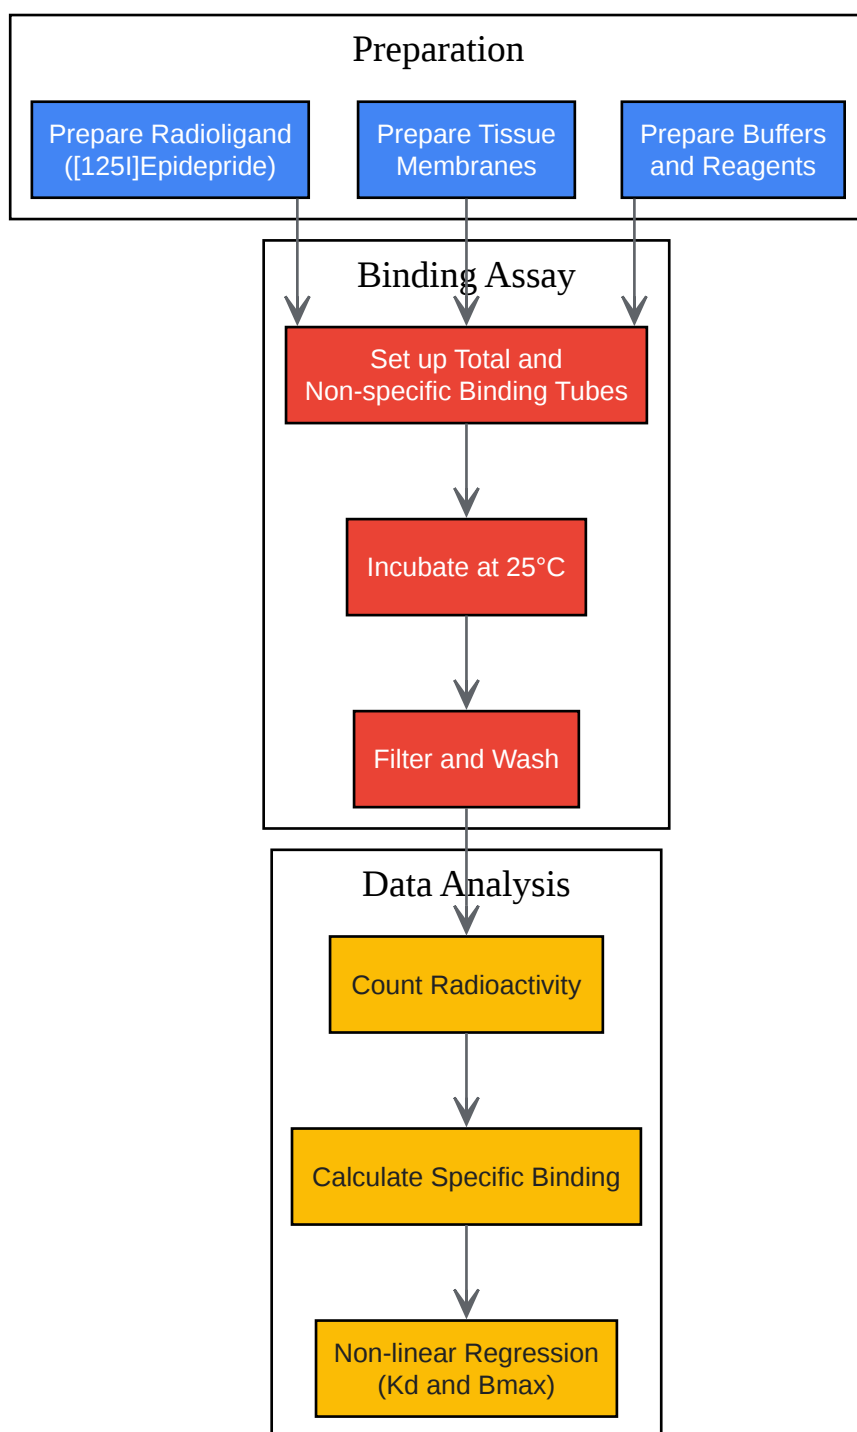 Preparation
Prepare Radioligand
([125I]Epidepride)
Prepare Tissue
Membranes
Prepare Buffers
and Reagents
Binding Assay
Set up Total and
Non-specific Binding Tubes
Incubate at 25°C
Filter and Wash
Data Analysis
Count Radioactivity
Calculate Specific Binding
Non-linear Regression
(Kd and Bmax)